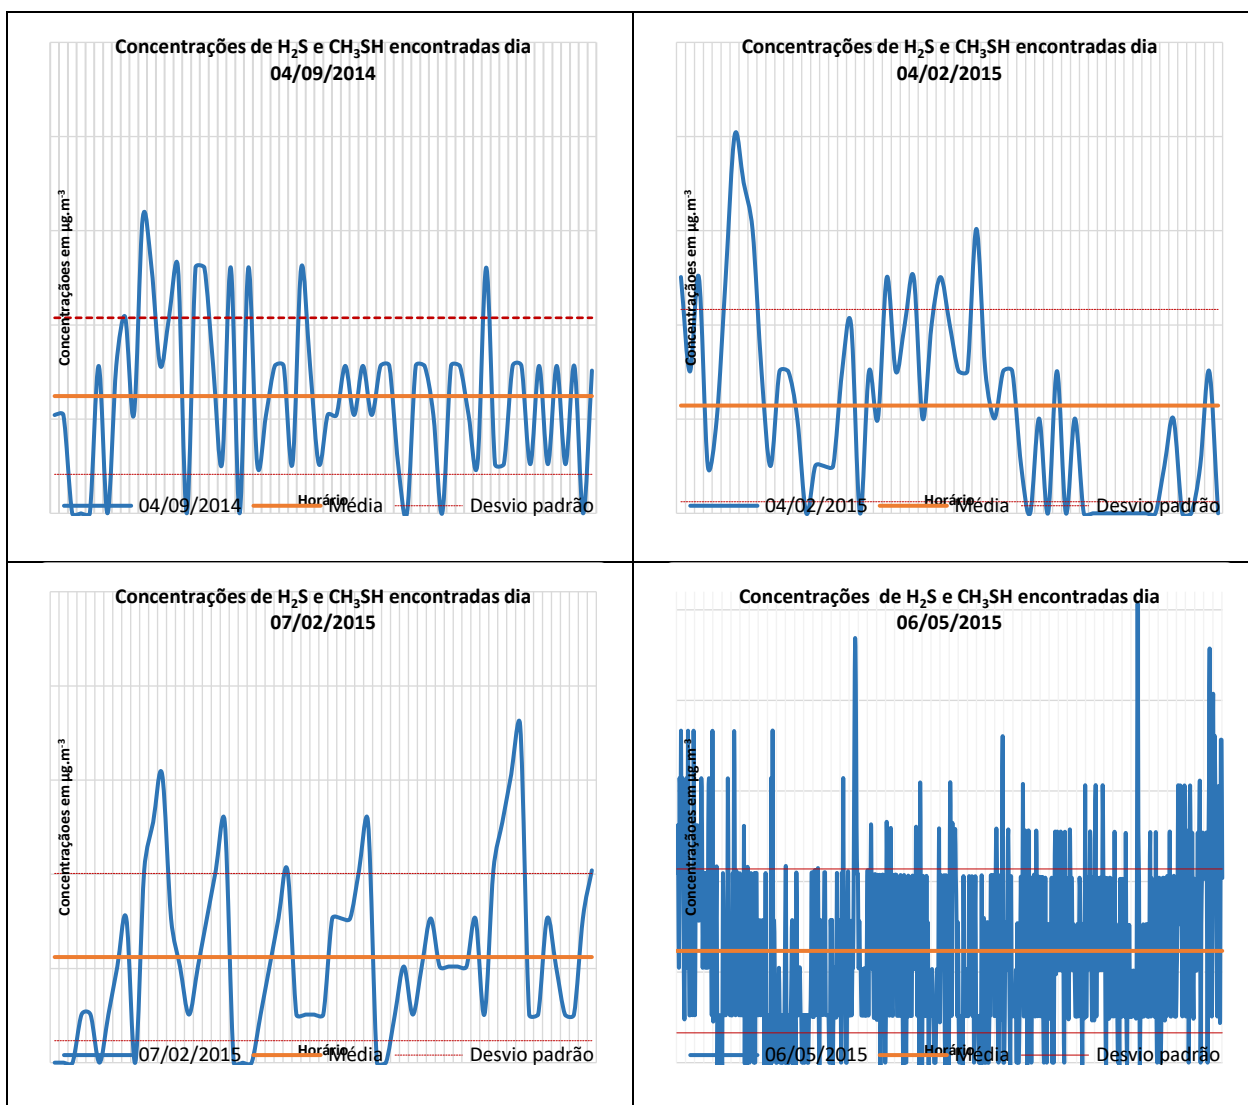 Concentrações de H₂S e CH₃SH encontradas dia
04/09/2014
Concentraçãoes em µg.m⁻³
Horário
04/09/2014 Média Desvio padrão
Concentrações de H₂S e CH₃SH encontradas dia
04/02/2015
Concentraçãoes em µg.m⁻³
Horário
04/02/2015 Média Desvio padrão
Concentrações de H₂S e CH₃SH encontradas dia
07/02/2015
Concentraçãoes em µg.m⁻³
Horário
07/02/2015 Média Desvio padrão
Concentrações de H₂S e CH₃SH encontradas dia
06/05/2015
Concentraçãoes em µg.m⁻³
Horário
06/05/2015 Média Desvio padrão